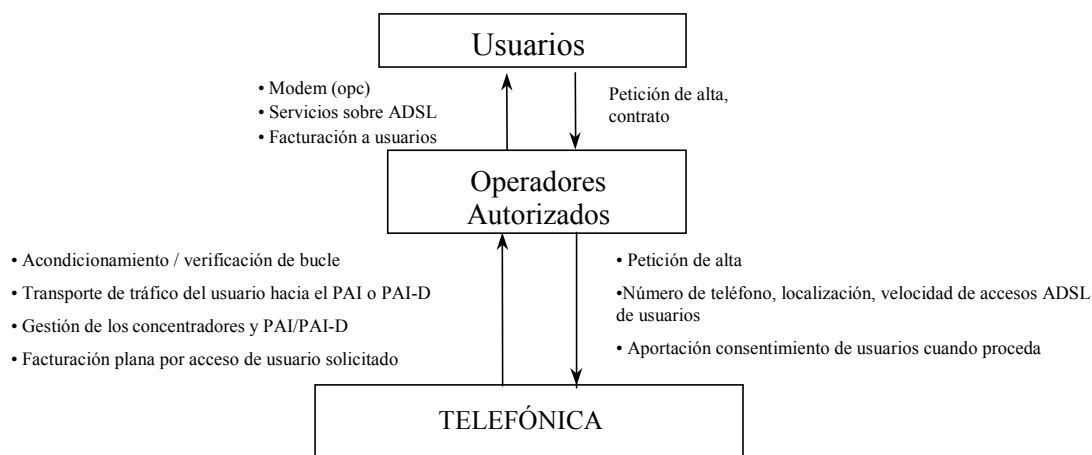 Usuarios
• Modem (opc)
• Servicios sobre ADSL
• Facturación a usuarios
Petición de alta,
contrato
Operadores
Autorizados
• Acondicionamiento / verificación de bucle
• Transporte de tráfico del usuario hacia el PAI o PAI-D
• Gestión de los concentradores y PAI/PAI-D
• Facturación plana por acceso de usuario solicitado
• Petición de alta
•Número de teléfono, localización, velocidad de accesos ADSL
de usuarios
• Aportación consentimiento de usuarios cuando proceda
TELEFÓNICA